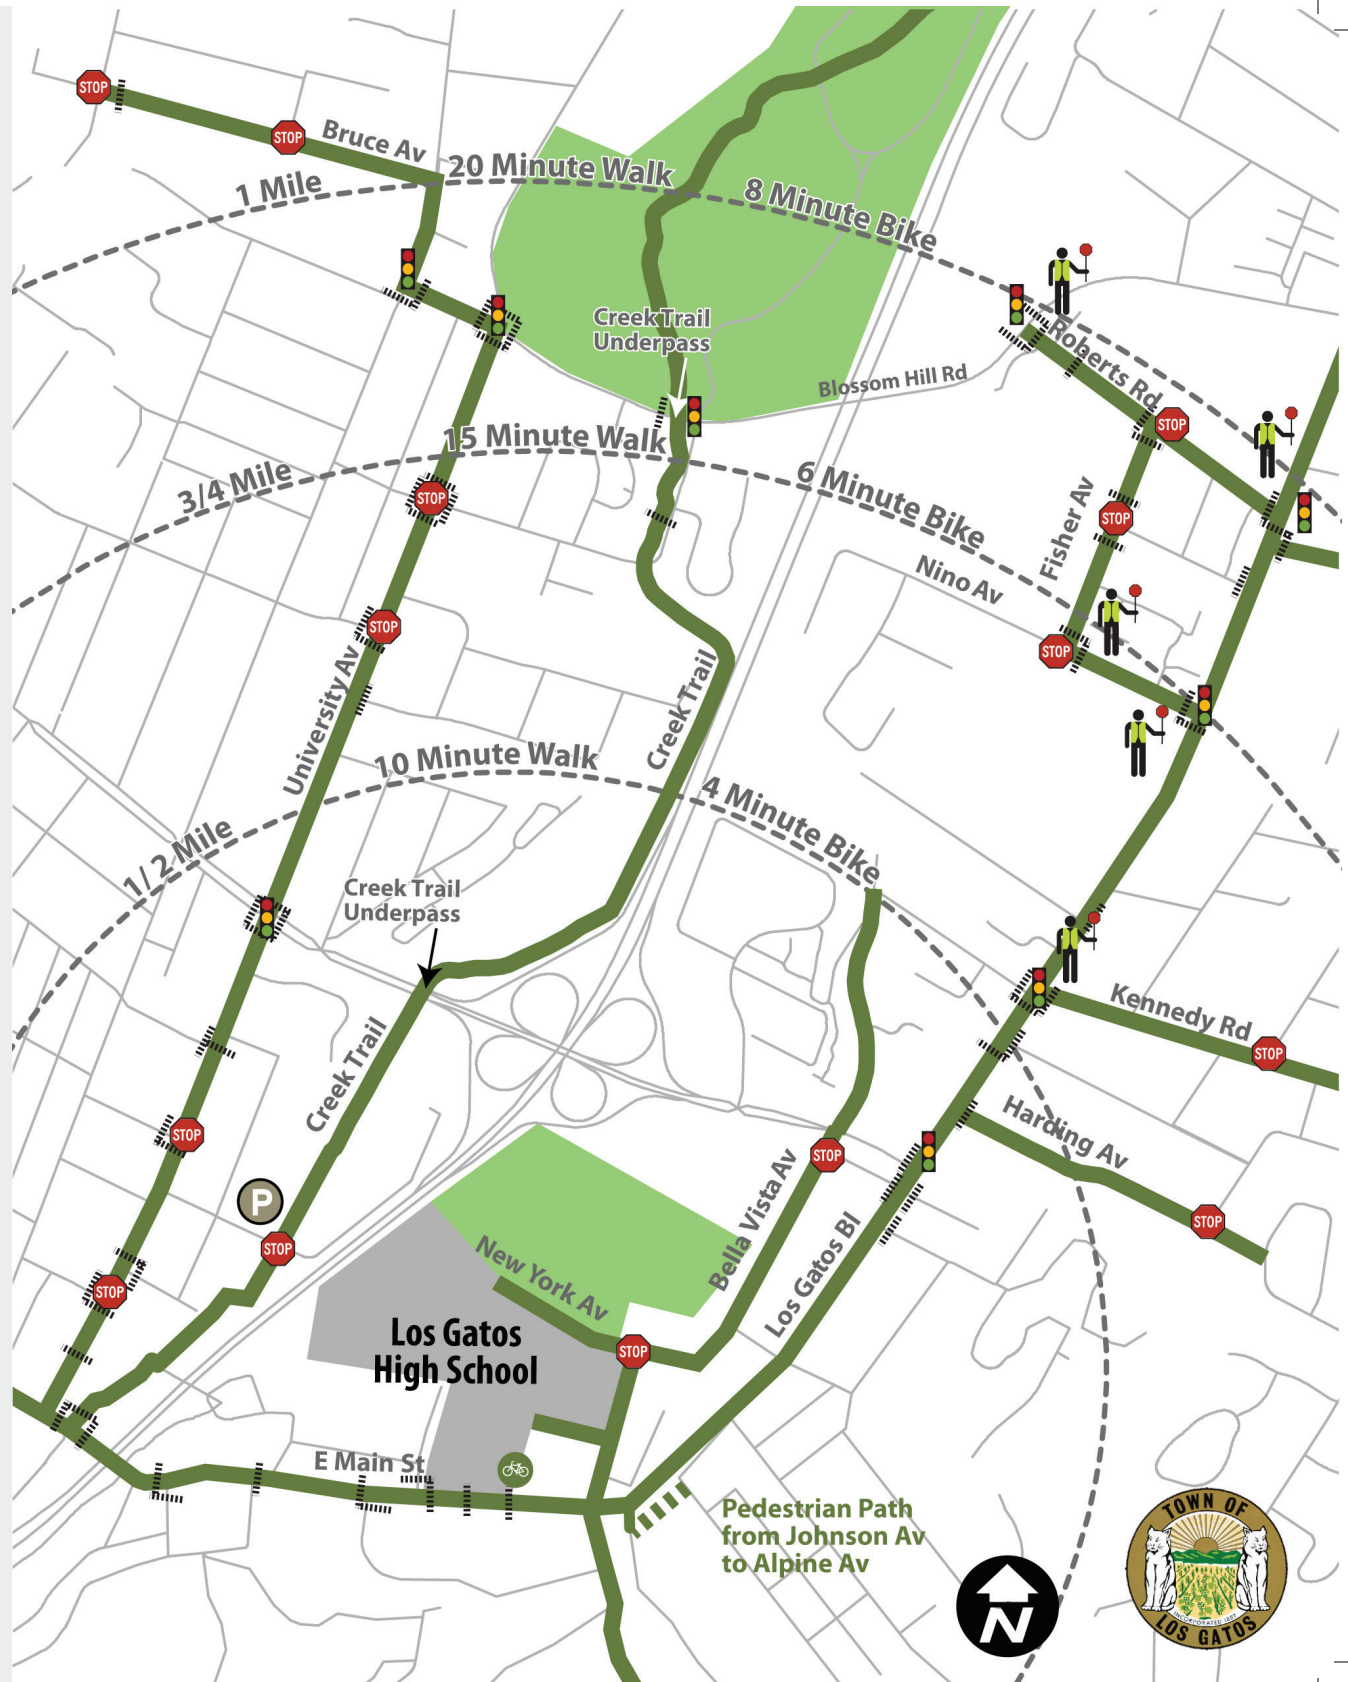 STOP
STOP
Bruce Av
20 Minute Walk
1 Mile
8 Minute Bike
Creek Trail
Underpass
Roberts Rd
Blossom Hill Rd
STOP
15 Minute Walk
3/4 Mile
6 Minute Bike
STOP
Fisher Av
STOP
Nino Av
STOP
STOP
University Av
Creek Trail
10 Minute Walk
4 Minute Bike
1/2 Mile
Creek Trail
Underpass
Kennedy Rd
STOP
Creek Trail
Harding Av
STOP
STOP
Bella Vista Av
P
STOP
STOP
Los Gatos Bl
New York Av
STOP
Los Gatos
High School
STOP
E Main St
Pedestrian Path
from Johnson Av
to Alpine Av
N
TOWN OF
INCORPORATED 1887
LOS GATOS